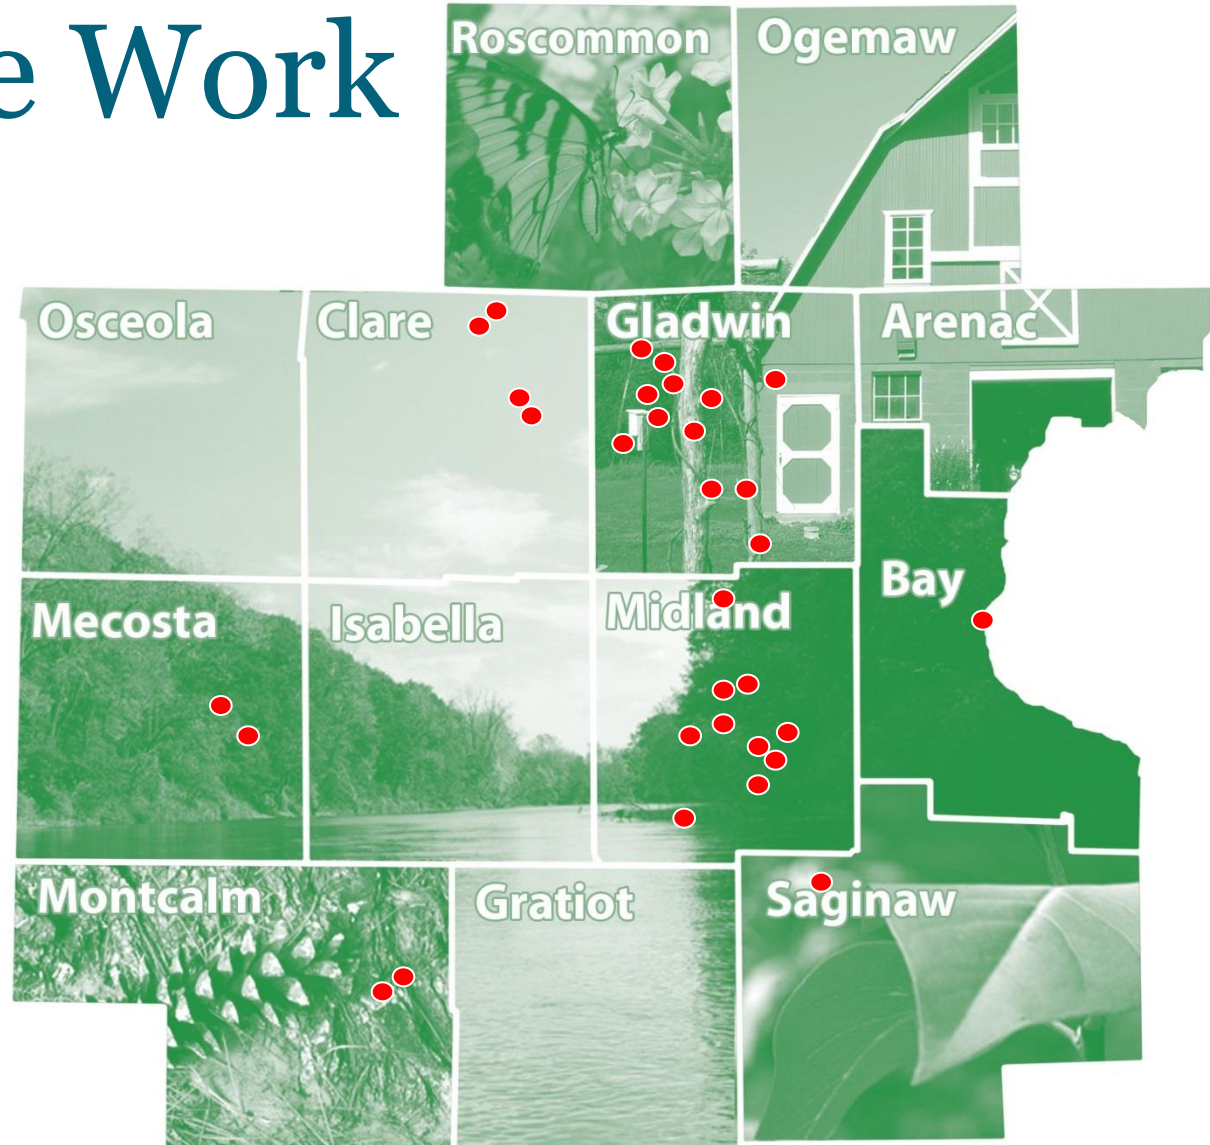 e Work
Roscommon
Ogemaw
Osceola
Clare
Gladwin
Arenac
Mecosta
Isabella
Midland
Bay
Montcalm
Gratiot
Saginaw